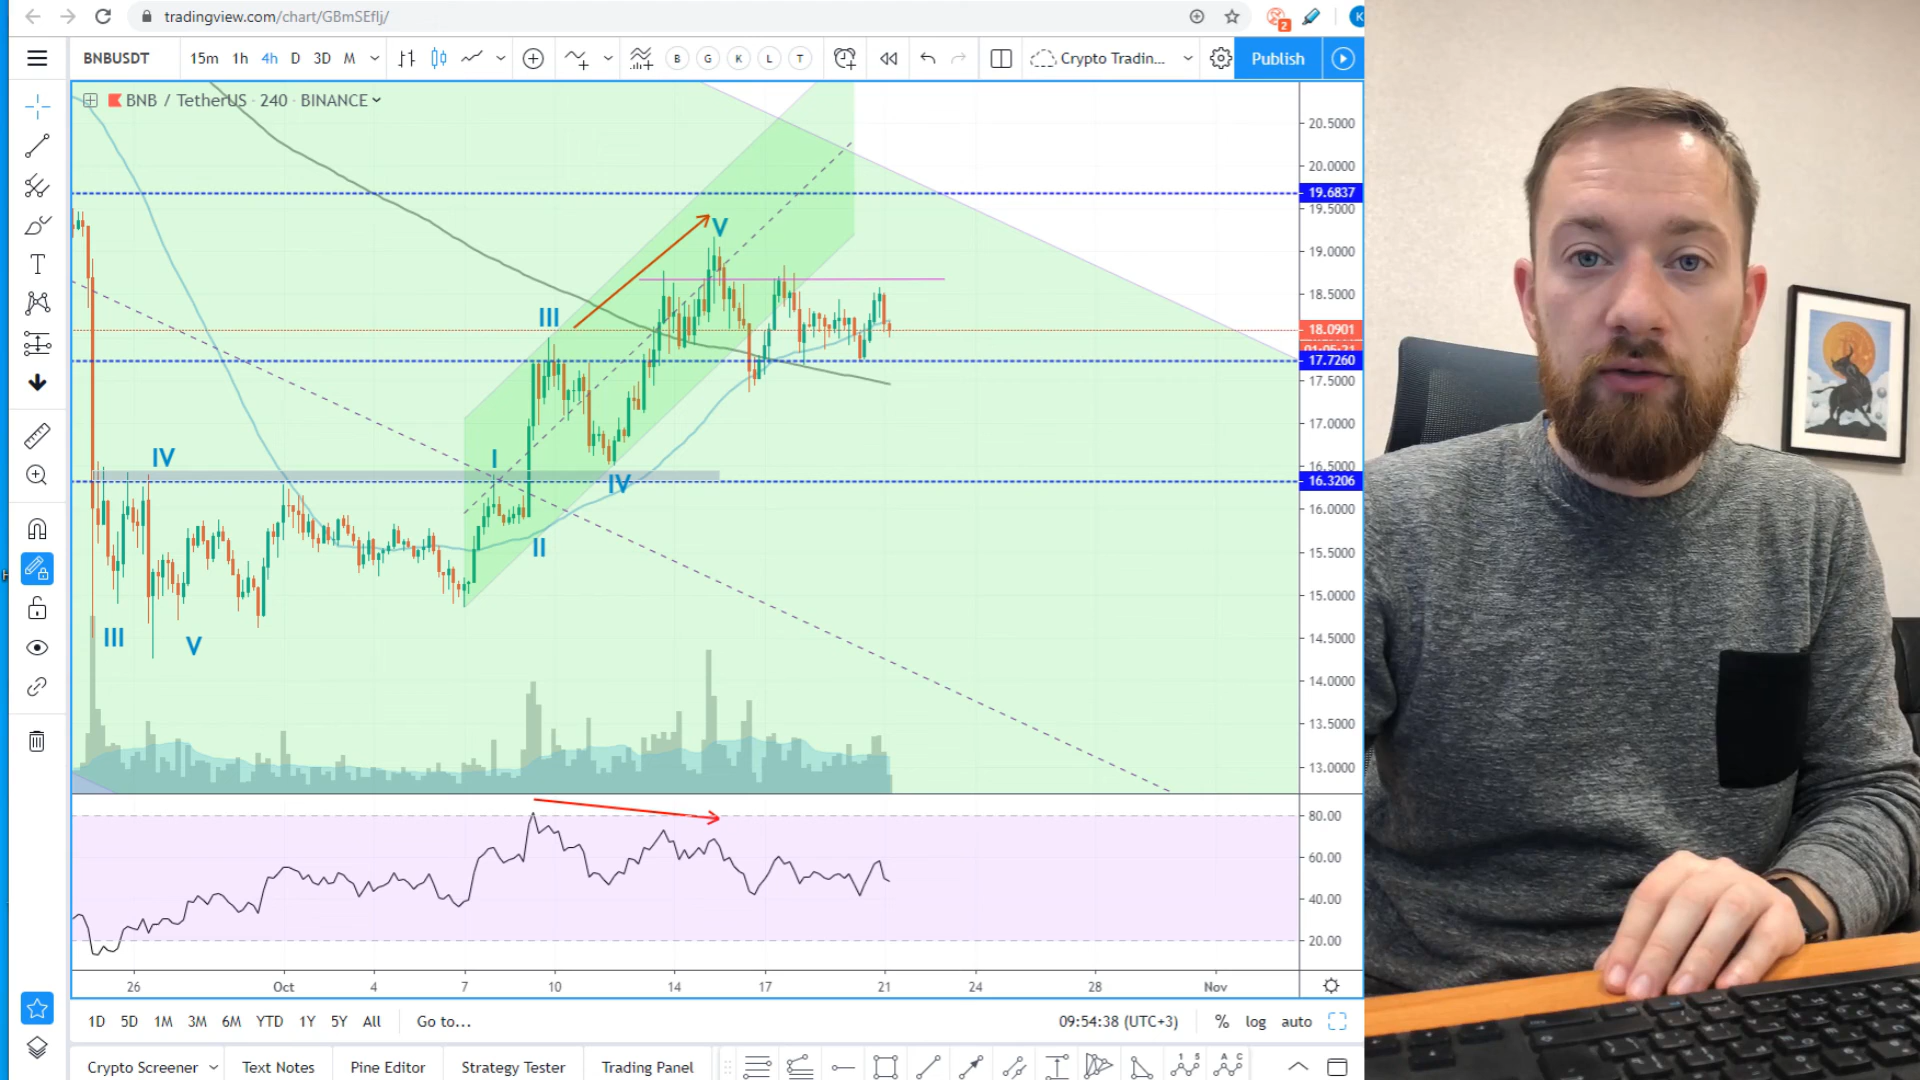 tradingview.com/chart/GBmSEflj/
2
K
BNBUSDT
15m 1h 4h D 3D M
B G K L T
Crypto Tradin...
Publish
BNB / TetherUS · 240 · BINANCE
20.5000
20.0000
19.6837
19.5000
19.0000
18.5000
18.0901
01:05:21
17.7260
17.5000
17.0000
16.5000
16.3206
16.0000
15.5000
15.0000
14.5000
14.0000
13.5000
13.0000
V
III
IV
I
IV
II
III
V
80.00
60.00
40.00
20.00
26 Oct 4 7 10 14 17 21 24 28 Nov
1D 5D 1M 3M 6M YTD 1Y 5Y All Go to...
09:54:38 (UTC+3) % log auto
Crypto Screener Text Notes Pine Editor Strategy Tester Trading Panel